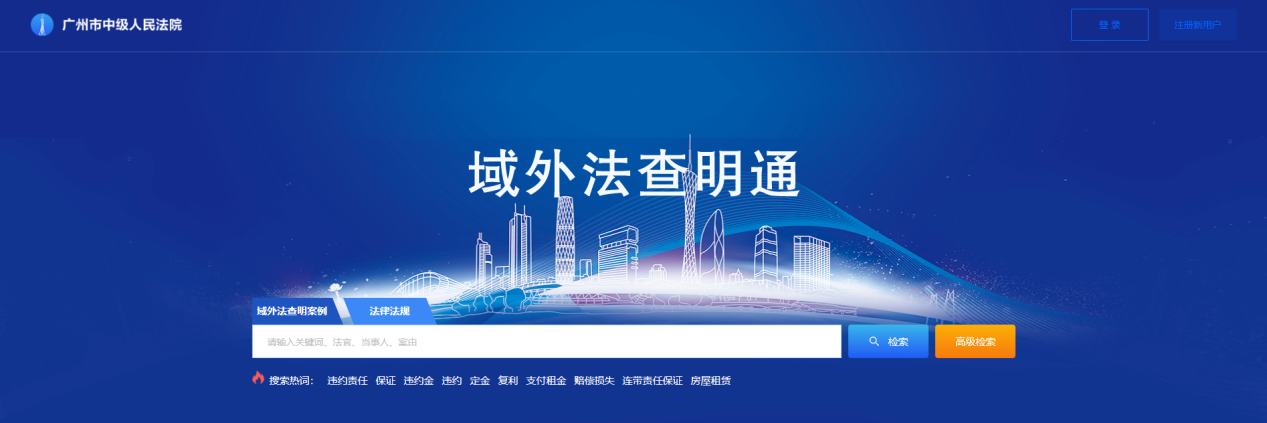 广州市中级人民法院
登 录
注册新用户
域外法查明通
域外法查明案例
法律法规
请输入关键词、法官、当事人、案由
检索
高级检索
搜索热词： 违约责任 保证 违约金 违约 定金 复利 支付租金 赔偿损失 连带责任保证 房屋租赁